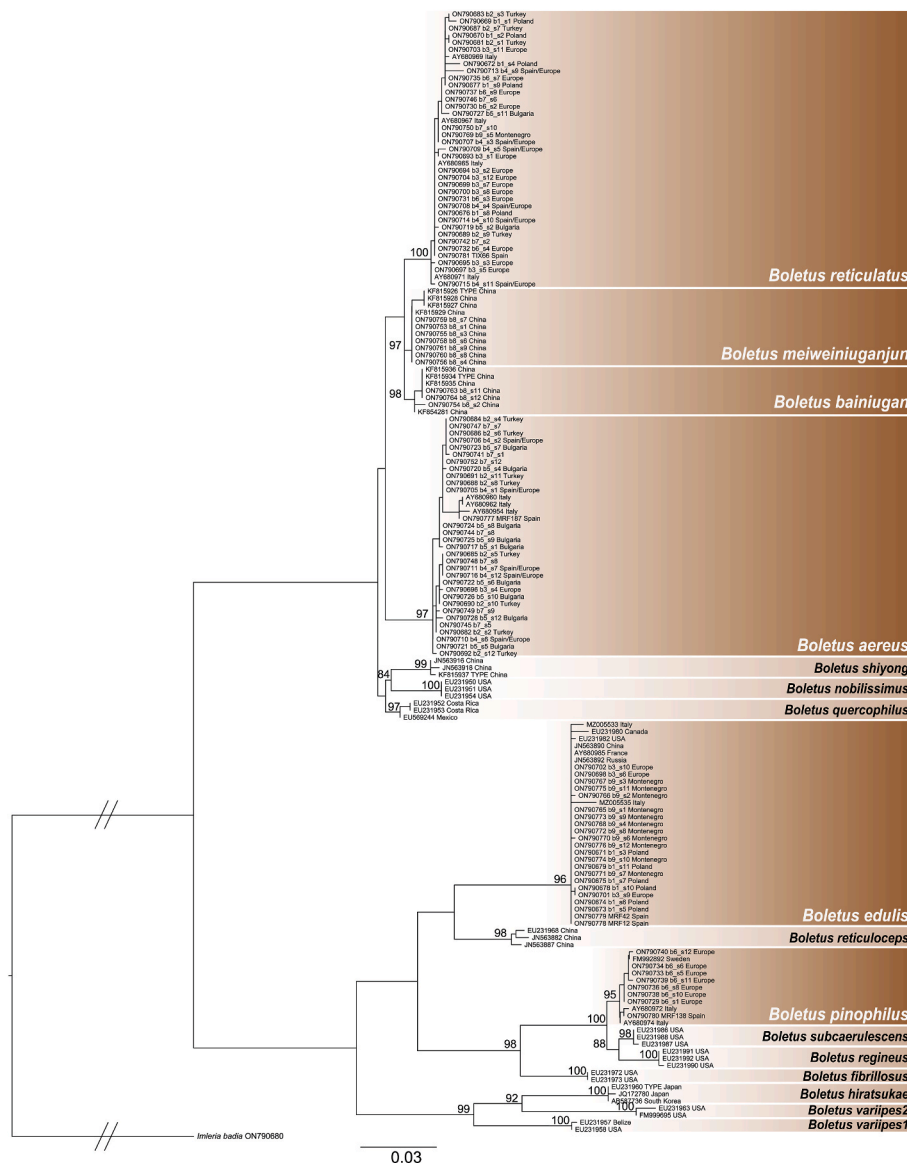 ON790683 b2_s3 Turkey
ON790669 b1_s1 Poland
ON790687 b2_s7 Turkey
ON790670 b1_s2 Poland
ON790681 b2_s1 Turkey
ON790703 b3_s11 Europe
AY680969 Italy
ON790672 b1_s4 Poland
ON790713 b4_s9 Spain/Europe
ON790735 b6_s7 Europe
ON790677 b1_s9 Poland
ON790737 b6_s9 Europe
ON790746 b7_s6
ON790730 b6_s2 Europe
ON790727 b5_s11 Bulgaria
AY680967 Italy
ON790750 b7_s10
ON790769 b9_s5 Montenegro
ON790707 b4_s3 Spain/Europe
ON790709 b4_s5 Spain/Europe
ON790693 b3_s1 Europe
AY680965 Italy
ON790694 b3_s2 Europe
ON790704 b3_s12 Europe
ON790699 b3_s7 Europe
ON790700 b3_s8 Europe
ON790731 b6_s3 Europe
ON790708 b4_s4 Spain/Europe
ON790676 b1_s8 Poland
ON790714 b4_s10 Spain/Europe
ON790719 b5_s2 Bulgaria
ON790689 b2_s9 Turkey
ON790742 b7_s2
ON790732 b6_s4 Europe
100
ON790781 TIX66 Spain
ON790695 b3_s3 Europe
ON790697 b3_s5 Europe
AY680971 Italy
ON790715 b4_s11 Spain/Europe
Boletus reticulatus
KF815926 TYPE China
KF815928 China
KF815927 China
KF815929 China
ON790759 b8_s7 China
ON790753 b8_s1 China
ON790755 b8_s3 China
ON790758 b8_s6 China
97
ON790761 b8_s9 China
ON790760 b8_s8 China
ON790756 b8_s4 China
Boletus meiweiniuganjun
KF815936 China
KF815934 TYPE China
KF815935 China
98
ON790763 b8_s11 China
ON790764 b8_s12 China
ON790754 b8_s2 China
KF854281 China
Boletus bainiugan
ON790684 b2_s4 Turkey
ON790747 b7_s7
ON790686 b2_s6 Turkey
ON790706 b4_s2 Spain/Europe
ON790723 b5_s7 Bulgaria
ON790741 b7_s1
ON790752 b7_s12
ON790720 b5_s4 Bulgaria
ON790691 b2_s11 Turkey
ON790688 b2_s8 Turkey
ON790705 b4_s1 Spain/Europe
AY680960 Italy
AY680962 Italy
AY680954 Italy
ON790777 MRF187 Spain
ON790724 b5_s8 Bulgaria
ON790744 b7_s8
ON790725 b5_s9 Bulgaria
ON790717 b5_s1 Bulgaria
ON790685 b2_s5 Turkey
ON790748 b7_s8
ON790711 b4_s7 Spain/Europe
ON790716 b4_s12 Spain/Europe
ON790722 b5_s6 Bulgaria
ON790696 b3_s4 Europe
ON790726 b5_s10 Bulgaria
ON790690 b2_s10 Turkey
97
ON790749 b7_s9
ON790728 b5_s12 Bulgaria
ON790745 b7_s5
ON790682 b2_s2 Turkey
ON790710 b4_s6 Spain/Europe
ON790721 b5_s5 Bulgaria
ON790692 b2_s12 Turkey
Boletus aereus
JN563916 China
99
JN563918 China
KF815937 TYPE China
Boletus shiyong
84
EU231950 USA
100
EU231951 USA
EU231954 USA
Boletus nobilissimus
EU231952 Costa Rica
97
EU231953 Costa Rica
EU569244 Mexico
Boletus quercophilus
MZ005533 Italy
EU231980 Canada
EU231982 USA
JN563890 China
AY680985 France
JN563892 Russia
ON790702 b3_s10 Europe
ON790698 b3_s6 Europe
ON790767 b9_s3 Montenegro
ON790775 b9_s11 Montenegro
ON790766 b9_s2 Montenegro
MZ005535 Italy
ON790765 b9_s1 Montenegro
ON790773 b9_s9 Montenegro
ON790768 b9_s4 Montenegro
ON790772 b9_s8 Montenegro
ON790770 b9_s6 Montenegro
ON790776 b9_s12 Montenegro
ON790671 b1_s3 Poland
ON790774 b9_s10 Montenegro
ON790679 b1_s11 Poland
ON790771 b9_s7 Montenegro
96
ON790675 b1_s7 Poland
ON790678 b1_s10 Poland
ON790701 b3_s9 Europe
ON790674 b1_s6 Poland
ON790673 b1_s5 Poland
ON790779 MRF42 Spain
ON790778 MRF12 Spain
Boletus edulis
EU231968 China
98
JN563882 China
JN563887 China
Boletus reticuloceps
ON790740 b6_s12 Europe
FM992892 Sweden
ON790734 b6_s6 Europe
ON790733 b6_s5 Europe
ON790739 b6_s11 Europe
ON790736 b6_s8 Europe
95
ON790738 b6_s10 Europe
ON790729 b6_s1 Europe
AY680972 Italy
ON790780 MRF138 Spain
100
AY680974 Italy
Boletus pinophilus
EU231986 USA
98
EU231988 USA
88
EU231987 USA
Boletus subcaerulescens
EU231991 USA
100
EU231992 USA
EU231990 USA
Boletus regineus
98
100
EU231972 USA
EU231973 USA
Boletus fibrillosus
EU231960 TYPE Japan
100
JQ172780 Japan
AB587736 South Korea
Boletus hiratsukae
92
100
EU231963 USA
FM999695 USA
Boletus variipes2
99
100
EU231957 Belize
EU231958 USA
Boletus variipes1
Imleria badia ON790680
0.03